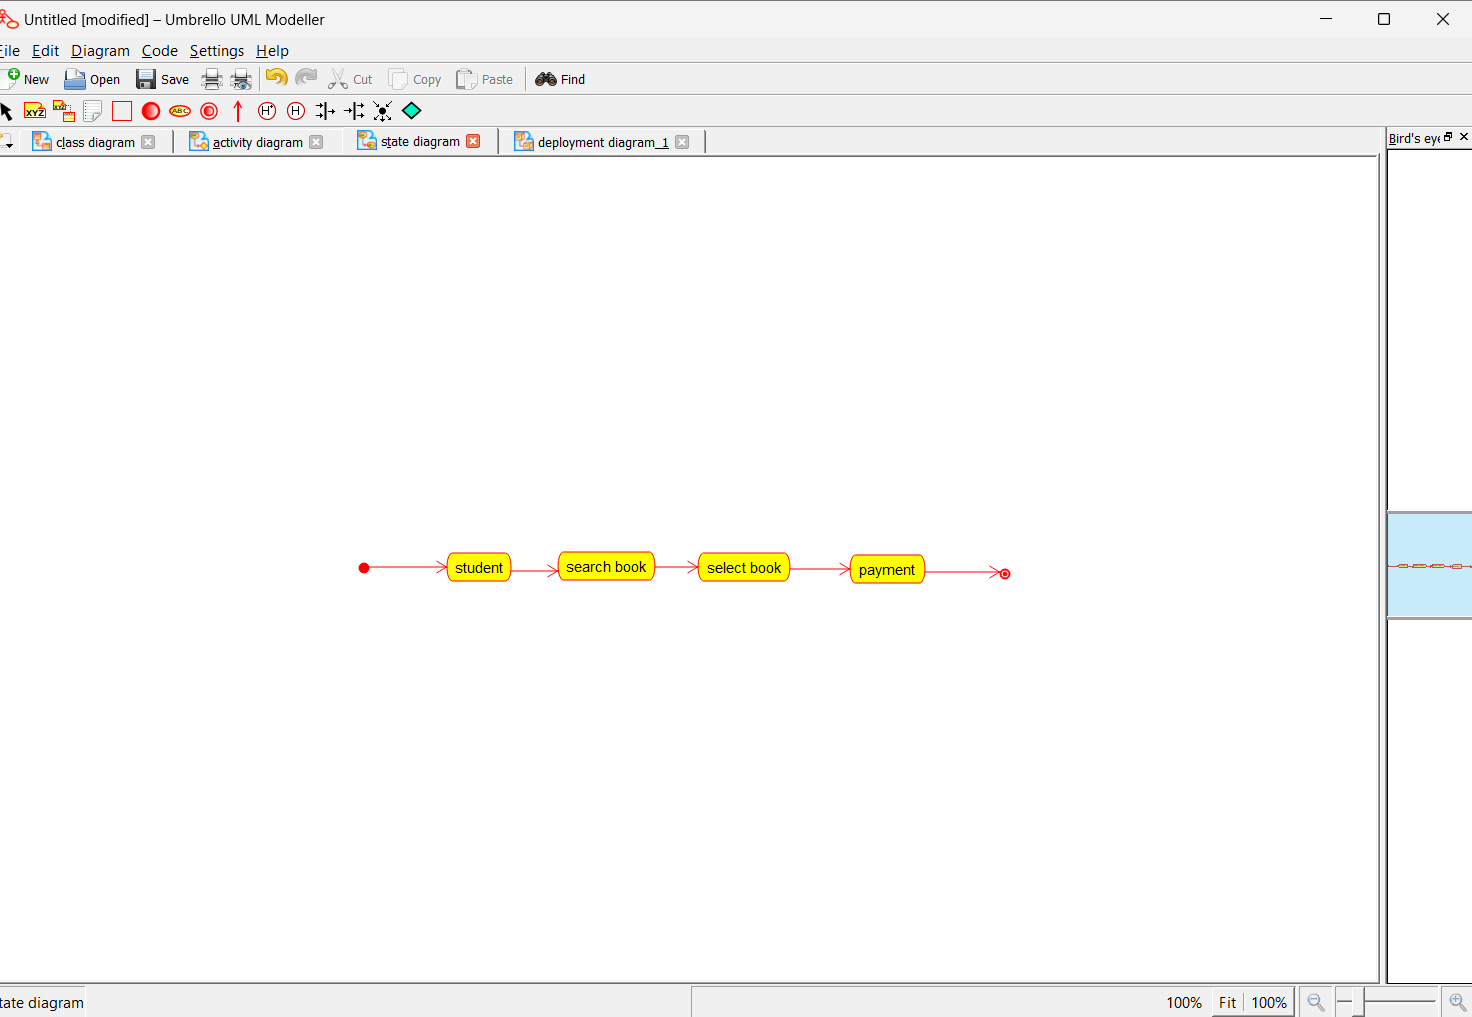 Untitled [modified] – Umbrello UML Modeller
File Edit Diagram Code Settings Help
New Open Save Cut Copy Paste Find
XYZ XYZ ABC H* H
class diagram activity diagram state diagram deployment diagram_1 Bird's eye
student search book select book payment
tate diagram 100% Fit 100%